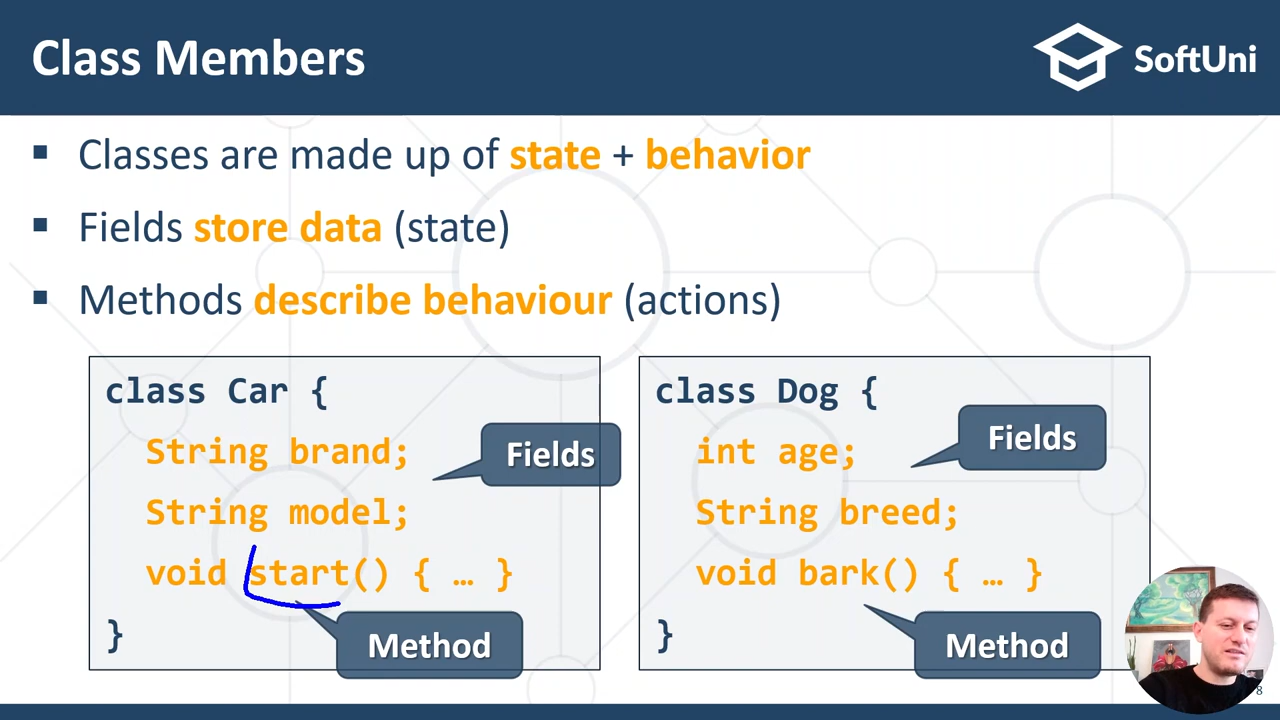 Class Members
SoftUni
Classes are made up of state + behavior
Fields store data (state)
Methods describe behaviour (actions)
class Car {
String brand;
String model;
void start() { … }
}
Fields
Method
class Dog {
int age;
String breed;
void bark() { … }
}
Fields
Method
8